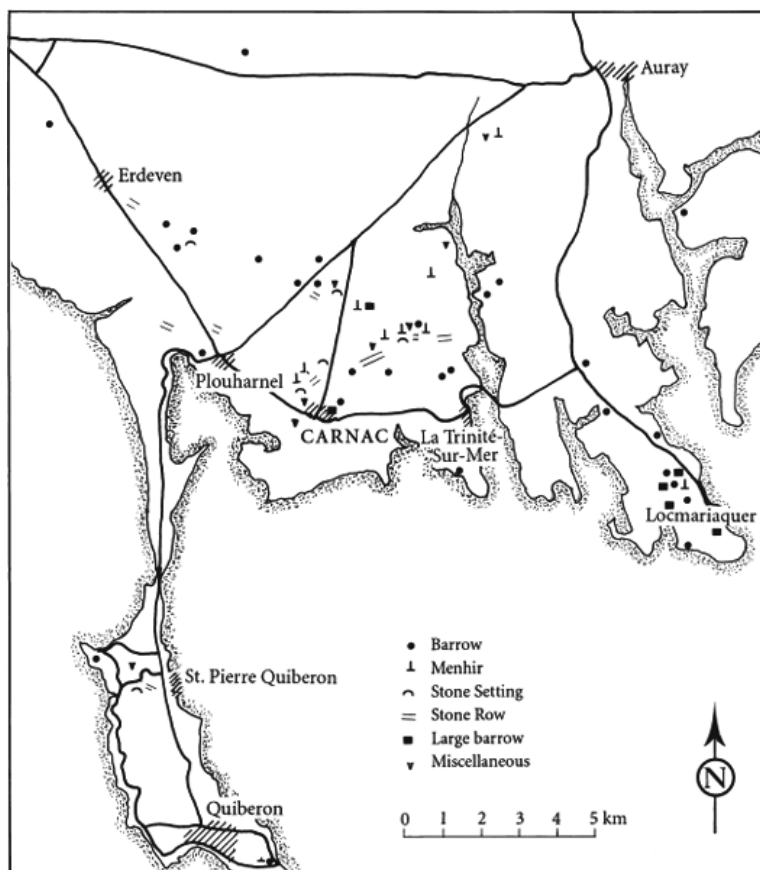 Auray
Erdeven
Plouharnel
CARNAC
La Trinité-
Sur-Mer
Locmariaquer
St. Pierre Quiberon
Quiberon
Barrow
Menhir
Stone Setting
Stone Row
Large barrow
Miscellaneous
N
0 1 2 4 5 km